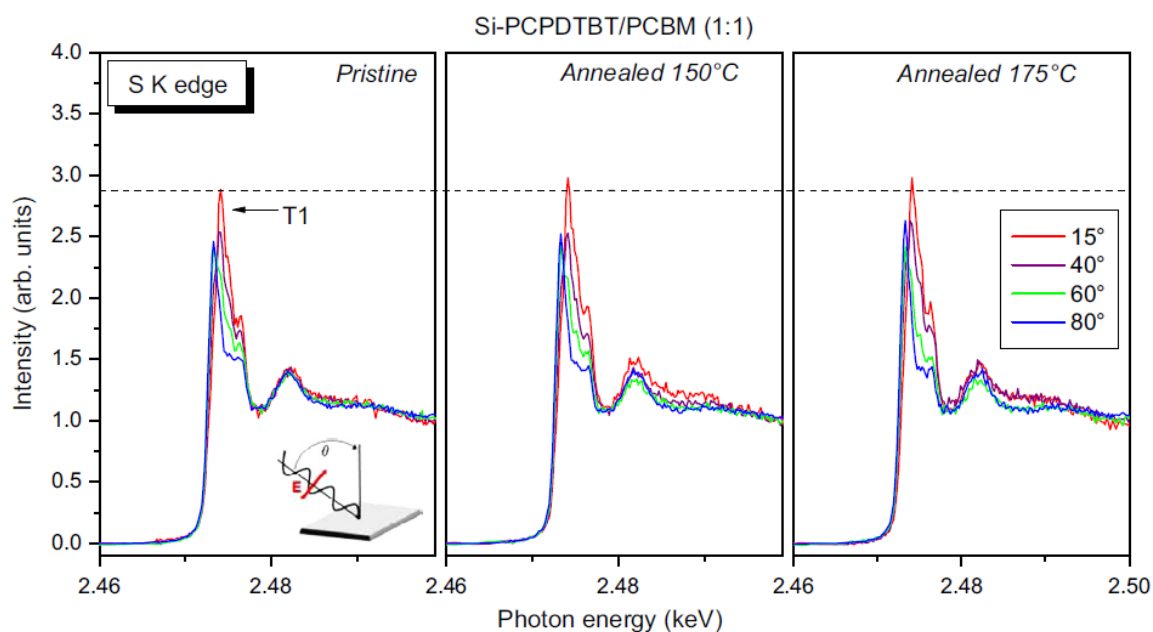 Si-PCPDTBT/PCBM (1:1)
S K edge
Pristine
Annealed 150°C
Annealed 175°C
4.0
3.5
3.0
2.5
2.0
1.5
1.0
0.5
0.0
Intensity (arb. units)
T1
15°
40°
60°
80°
θ
E
2.46
2.48
2.46
2.48
2.46
2.48
2.50
Photon energy (keV)